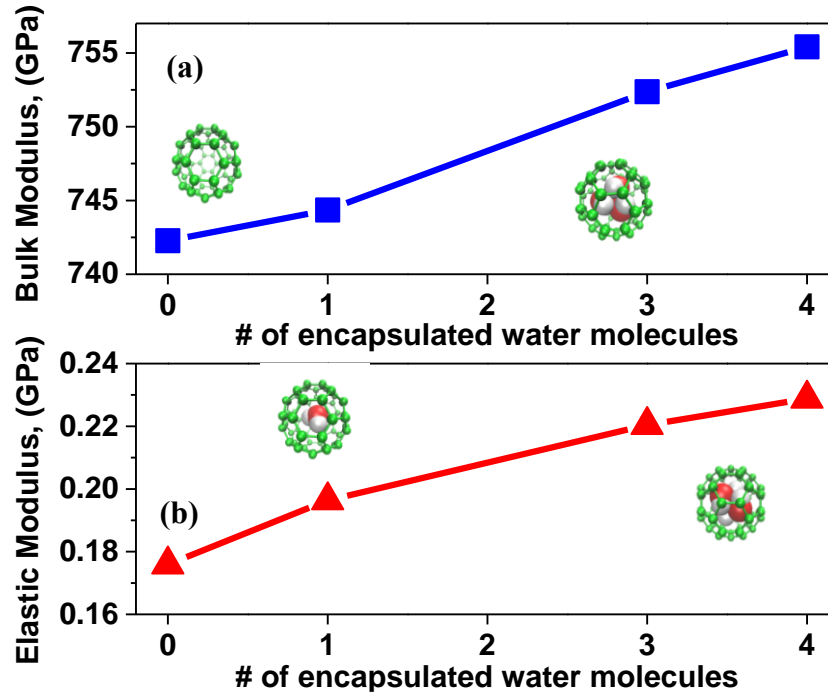 Bulk Modulus, (GPa)
(a)
755
750
745
740
0 1 2 3 4
# of encapsulated water molecules
Elastic Modulus, (GPa)
0.24
0.22
0.20
(b)
0.18
0.16
0 1 2 3 4
# of encapsulated water molecules